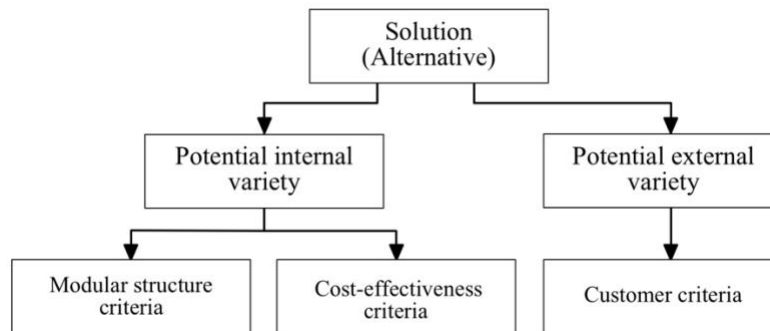 Solution
(Alternative)
Potential internal
variety
Potential external
variety
Modular structure
criteria
Cost-effectiveness
criteria
Customer criteria